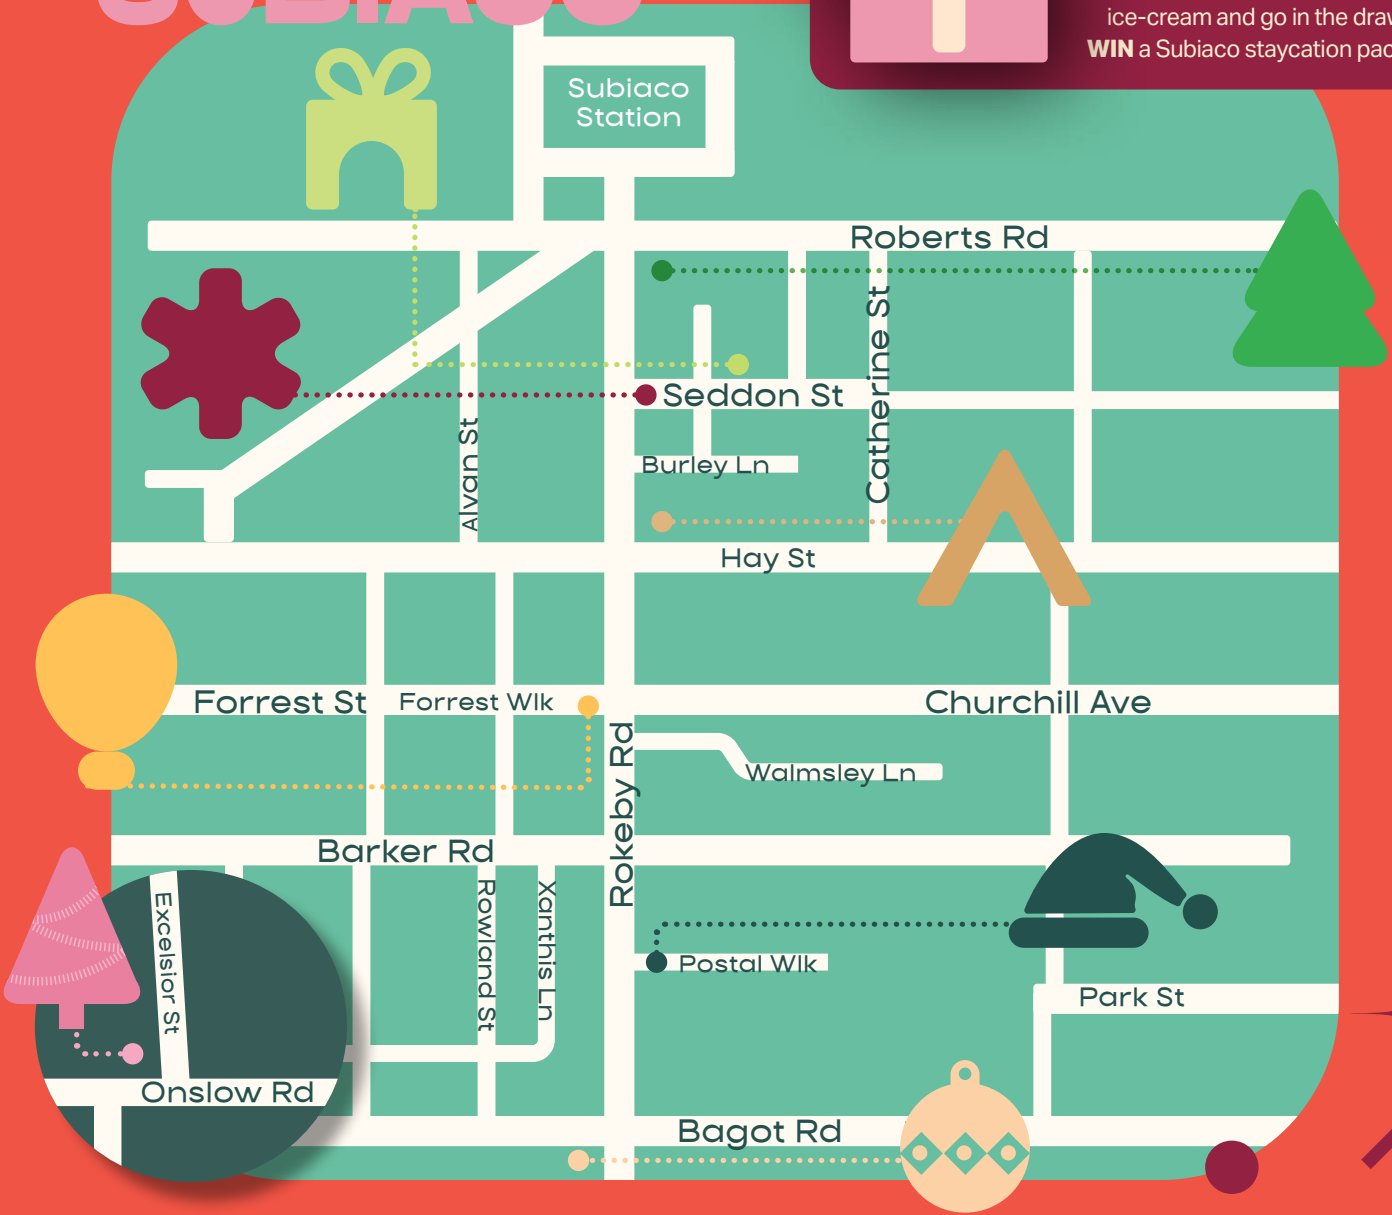 SUBIACO
ice-cream and go in the
WIN a Subiaco staycation
Subiaco
Station
Roberts Rd
Catherine St
Seddon St
Alvan St
Burley Ln
Hay St
Forrest St
Forrest Wlk
Churchill Ave
Rokeby Rd
Walmsley Ln
Barker Rd
Rowland St
Xanthis Ln
Excelsior St
Postal Wlk
Park St
Onslow Rd
Bagot Rd